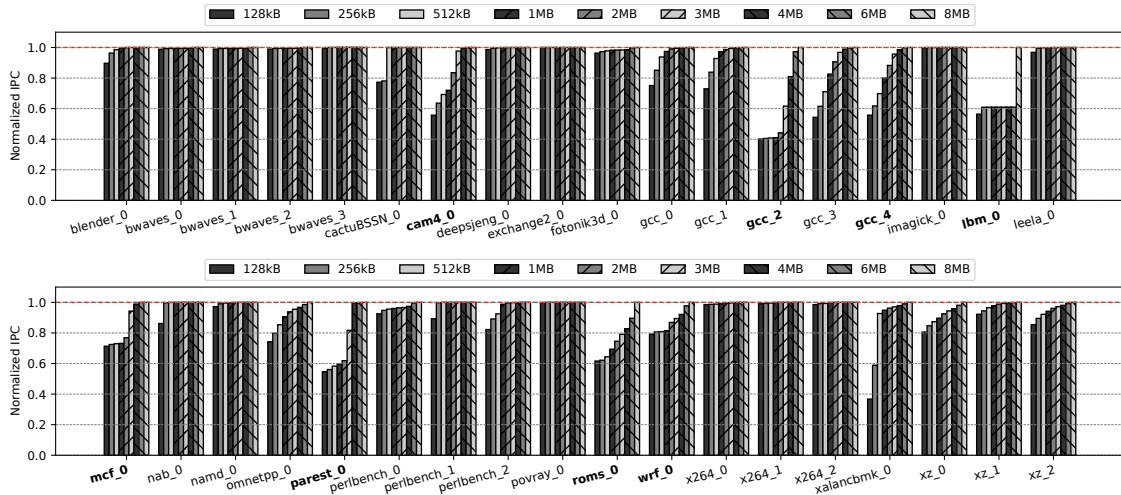 128kB 256kB 512kB 1MB 2MB 3MB 4MB 6MB 8MB
Normalized IPC
1.0
0.8
0.6
0.4
0.2
0.0
blender_0 bwaves_0 bwaves_1 bwaves_2 bwaves_3 cactuBSSN_0 cam4_0 deepsjeng_0 exchange2_0 fotonik3d_0 gcc_0 gcc_1 gcc_2 gcc_3 gcc_4 imagick_0 lbm_0 leela_0
128kB 256kB 512kB 1MB 2MB 3MB 4MB 6MB 8MB
Normalized IPC
1.0
0.8
0.6
0.4
0.2
0.0
mcf_0 nab_0 namd_0 omnetpp_0 parest_0 perlbench_0 perlbench_1 perlbench_2 povray_0 roms_0 wrf_0 x264_0 x264_1 x264_2 xalancbmk_0 xz_0 xz_1 xz_2